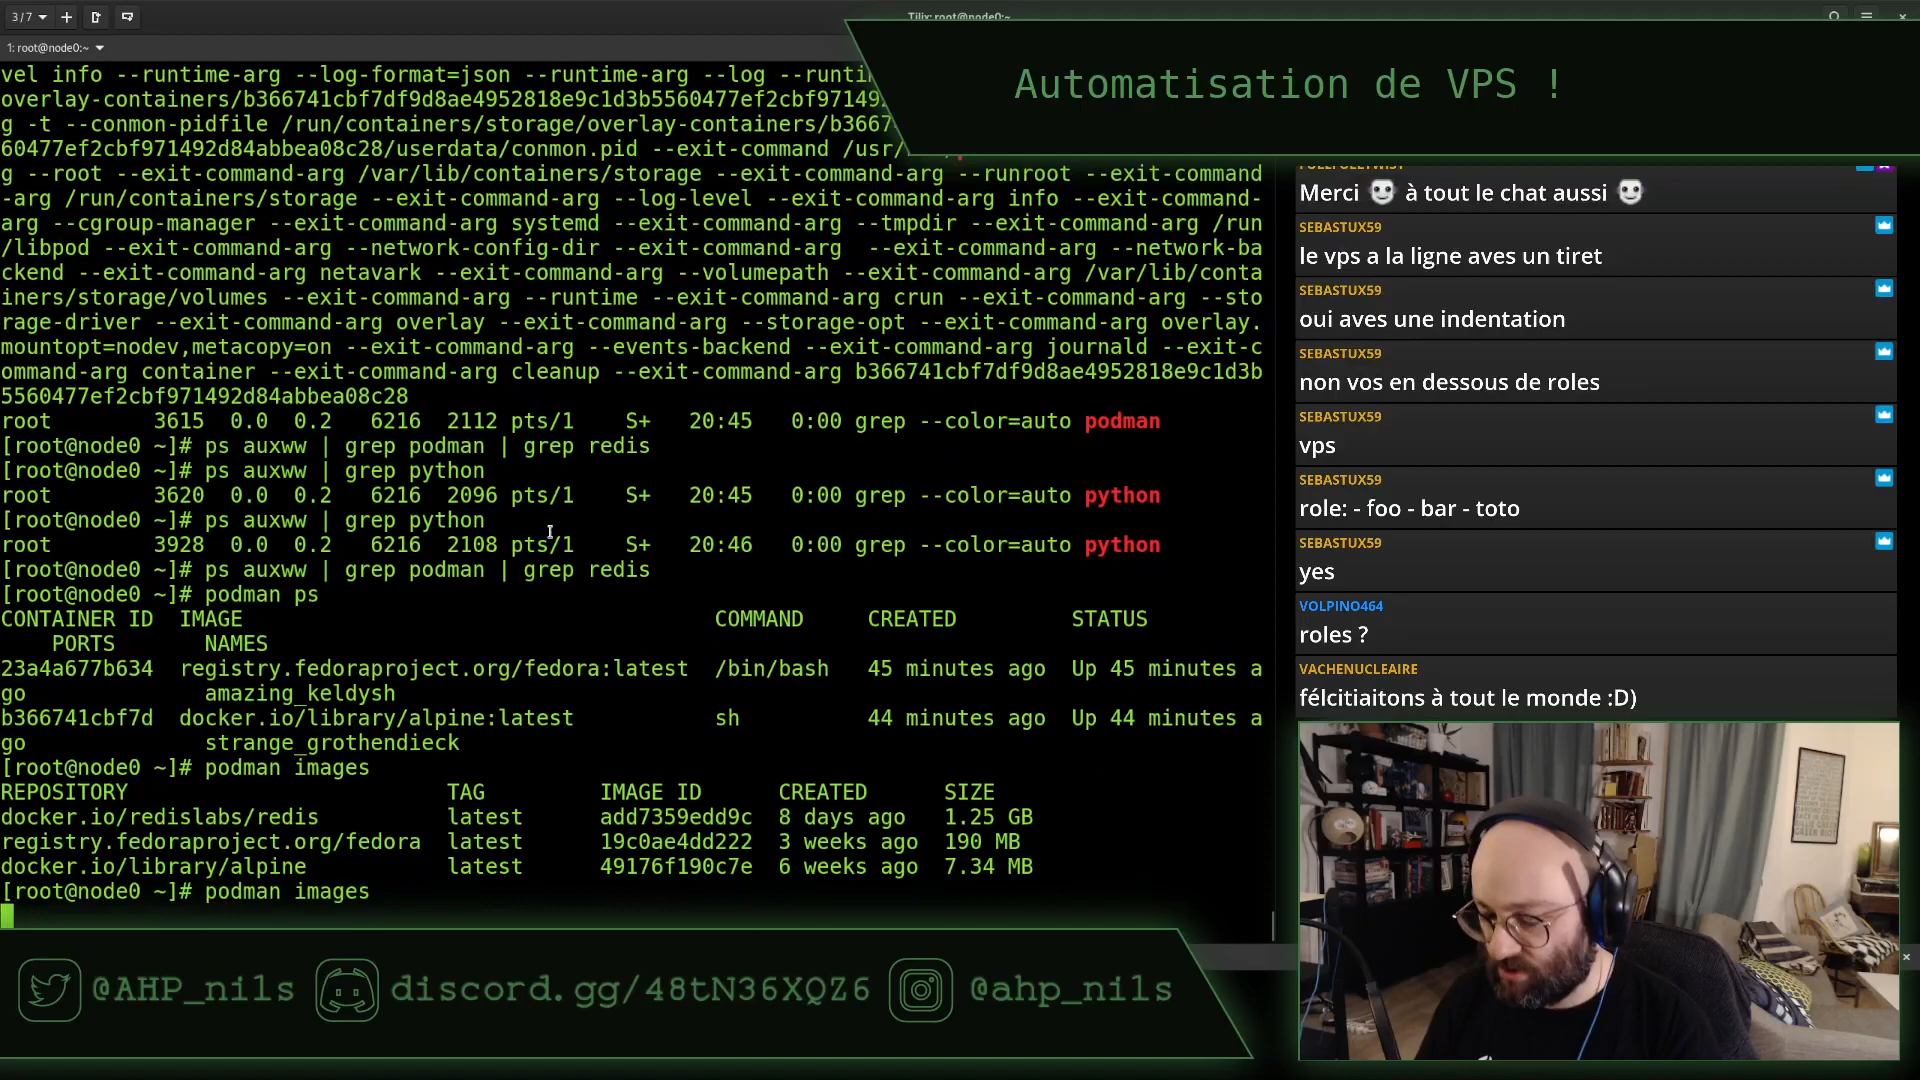 3/7
Tilix: root@node0:~
1: root@node0:~
Automatisation de VPS !
vel info --runtime-arg --log-format=json --runtime-arg --log --runti
overlay-containers/b366741cbf7df9d8ae4952818e9c1d3b5560477ef2cbf97149
g -t --conmon-pidfile /run/containers/storage/overlay-containers/b3667
60477ef2cbf971492d84abbea08c28/userdata/conmon.pid --exit-command /usr/
g --root --exit-command-arg /var/lib/containers/storage --exit-command-arg --runroot --exit-command
-arg /run/containers/storage --exit-command-arg --log-level --exit-command-arg info --exit-command-
arg --cgroup-manager --exit-command-arg systemd --exit-command-arg --tmpdir --exit-command-arg /run
/libpod --exit-command-arg --network-config-dir --exit-command-arg  --exit-command-arg --network-ba
ckend --exit-command-arg netavark --exit-command-arg --volumepath --exit-command-arg /var/lib/conta
iners/storage/volumes --exit-command-arg --runtime --exit-command-arg crun --exit-command-arg --sto
rage-driver --exit-command-arg overlay --exit-command-arg --storage-opt --exit-command-arg overlay.
mountopt=nodev,metacopy=on --exit-command-arg --events-backend --exit-command-arg journald --exit-c
ommand-arg container --exit-command-arg cleanup --exit-command-arg b366741cbf7df9d8ae4952818e9c1d3b
5560477ef2cbf971492d84abbea08c28
root 3615 0.0 0.2 6216 2112 pts/1 S+ 20:45 0:00 grep --color=auto podman
[root@node0 ~]# ps auxww | grep podman | grep redis
[root@node0 ~]# ps auxww | grep python
root 3620 0.0 0.2 6216 2096 pts/1 S+ 20:45 0:00 grep --color=auto python
[root@node0 ~]# ps auxww | grep python
root 3928 0.0 0.2 6216 2108 pts/1 S+ 20:46 0:00 grep --color=auto python
[root@node0 ~]# ps auxww | grep podman | grep redis
[root@node0 ~]# podman ps
CONTAINER ID IMAGE COMMAND CREATED STATUS
PORTS NAMES
23a4a677b634 registry.fedoraproject.org/fedora:latest /bin/bash 45 minutes ago Up 45 minutes a
go amazing_keldysh
b366741cbf7d docker.io/library/alpine:latest sh 44 minutes ago Up 44 minutes a
go strange_grothendieck
[root@node0 ~]# podman images
REPOSITORY TAG IMAGE ID CREATED SIZE
docker.io/redislabs/redis latest add7359edd9c 8 days ago 1.25 GB
registry.fedoraproject.org/fedora latest 19c0ae4dd222 3 weeks ago 190 MB
docker.io/library/alpine latest 49176f190c7e 6 weeks ago 7.34 MB
[root@node0 ~]# podman images
Merci à tout le chat aussi
SEBASTUX59
le vps a la ligne aves un tiret
SEBASTUX59
oui aves une indentation
SEBASTUX59
non vos en dessous de roles
SEBASTUX59
vps
SEBASTUX59
role: - foo - bar - toto
SEBASTUX59
yes
VOLPINO464
roles ?
VACHENUCLEAIRE
félcitiaitons à tout le monde :D)
@AHP_nils
discord.gg/48tN36XQZ6
@ahp_nils